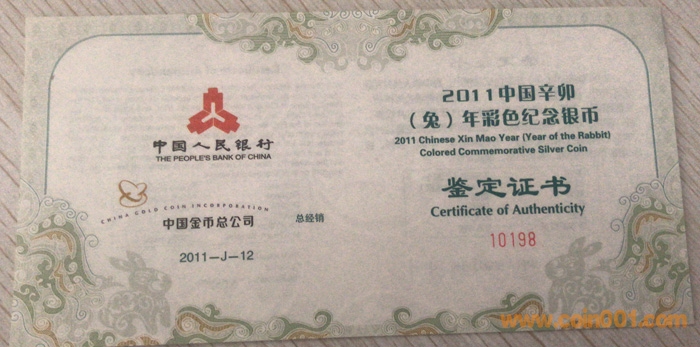 中国人民银行
THE PEOPLE'S BANK OF CHINA
CHINA GOLD COIN INCORPORATION
中国金币总公司
总经销
2011-J-12
2011中国辛卯
（兔）年彩色纪念银币
2011 Chinese Xin Mao Year (Year of the Rabbit)
Colored Commemorative Silver Coin
鉴定证书
Certificate of Authenticity
10198
www.coin001.com